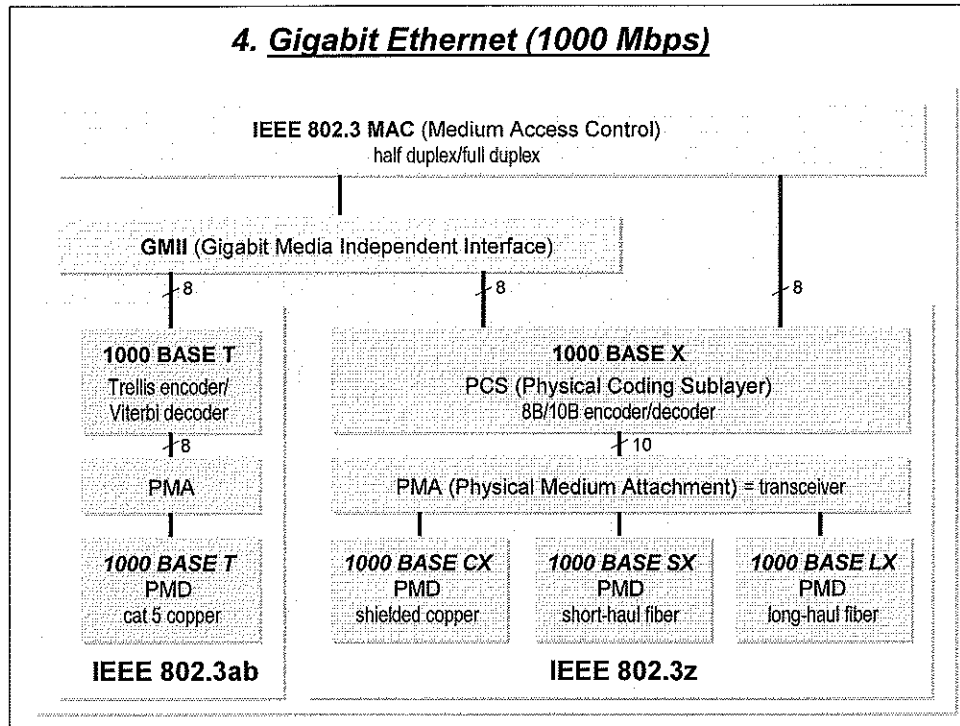 4. Gigabit Ethernet (1000 Mbps)
IEEE 802.3 MAC (Medium Access Control)
half duplex/full duplex
GMII (Gigabit Media Independent Interface)
8
8
8
1000 BASE T
Trellis encoder/
Viterbi decoder
8
PMA
1000 BASE T
PMD
cat 5 copper
IEEE 802.3ab
1000 BASE X
PCS (Physical Coding Sublayer)
8B/10B encoder/decoder
10
PMA (Physical Medium Attachment) = transceiver
1000 BASE CX
PMD
shielded copper
1000 BASE SX
PMD
short-haul fiber
1000 BASE LX
PMD
long-haul fiber
IEEE 802.3z